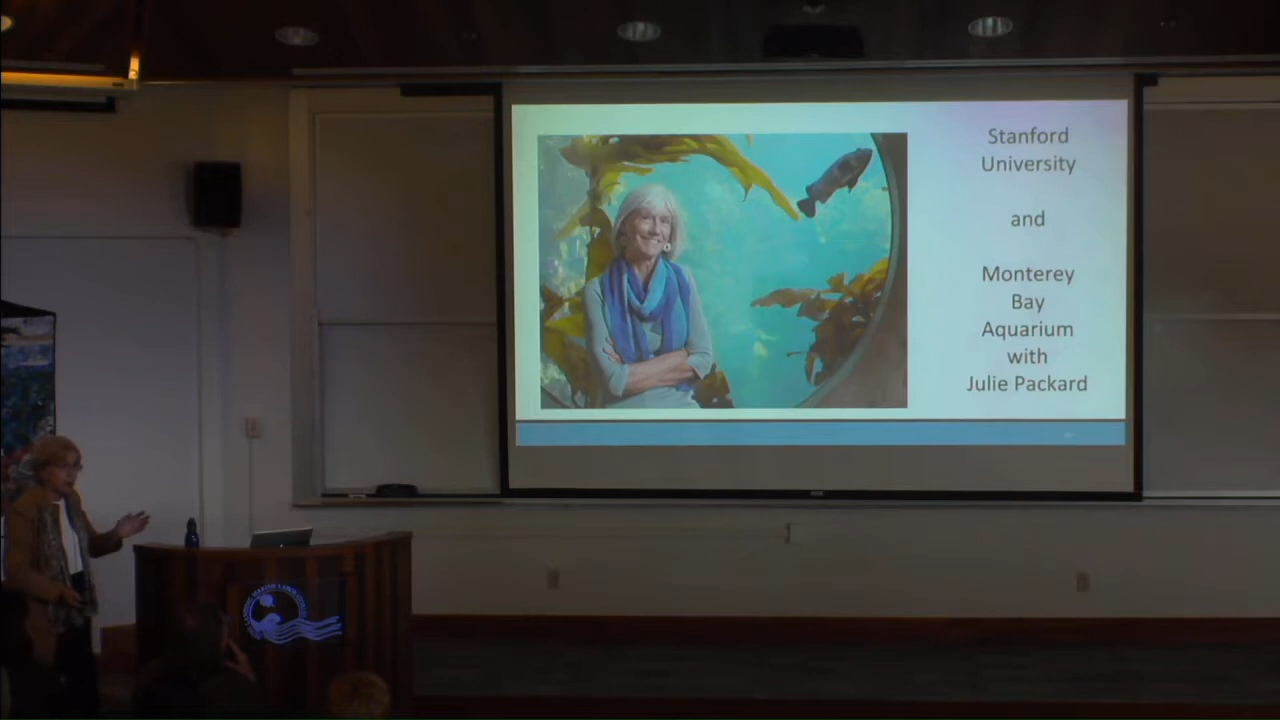 Stanford
University
and
Monterey
Bay
Aquarium
with
Julie Packard